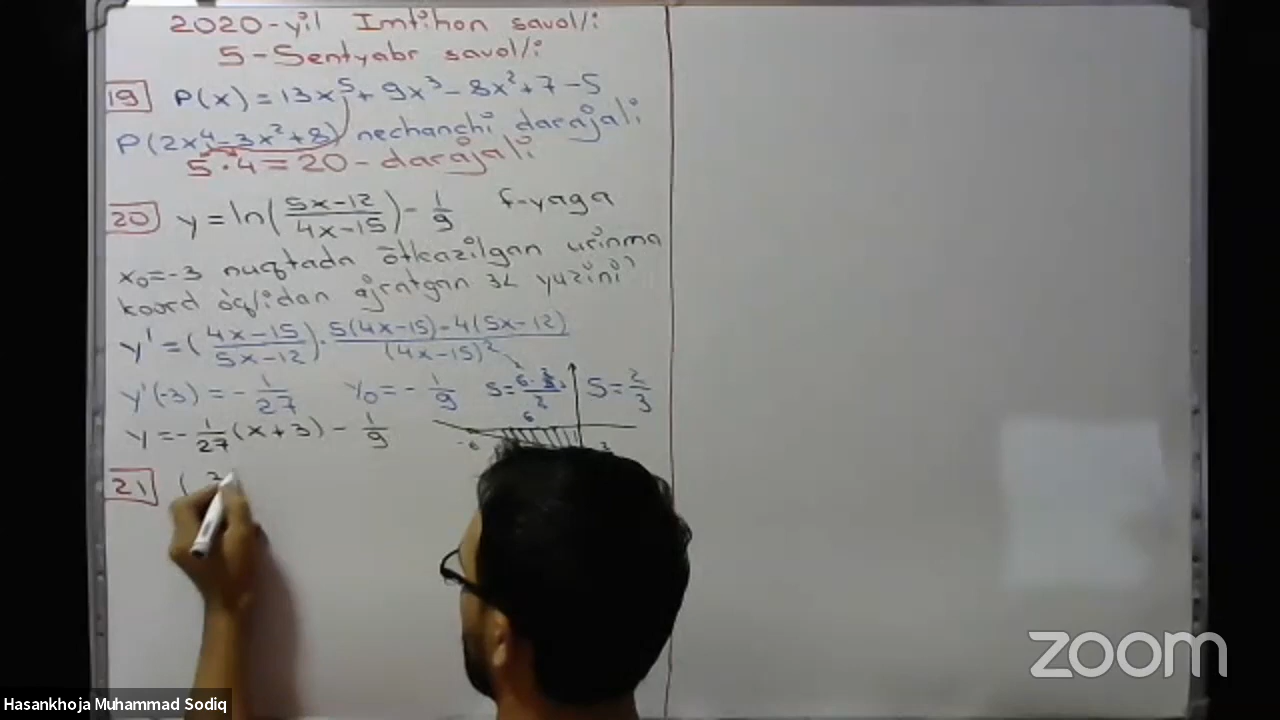 2020-yil Imtihon savoli
5-Sentyabr savoli
19 P(x)=13x⁵+9x³-8x²+7-5
P(2x⁴-3x²+8) nechanchi darajali
5·4=20-darajali
20 y=ln((5x-12)/(4x-15))-1/9 f-yaga
x₀=-3 nuqtada ōtkazilgan urinma
koord o'qlidan ajratgan 3L yuzini?
y'=((4x-15)/(5x-12))·(5(4x-15)-4(5x-12))/(4x-15)²
y'(-3)=-1/27 y₀=-1/9 S=2/3
y=-1/27(x+3)-1/9
-6 6
21 (
zoom
Hasankhoja Muhammad Sodiq